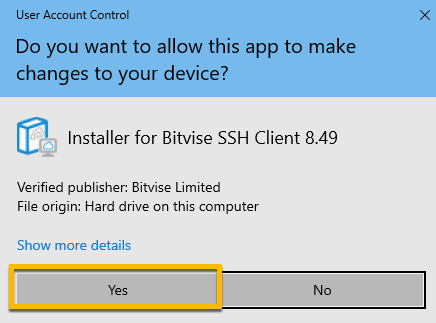 User Account Control
Do you want to allow this app to make
changes to your device?
Installer for Bitvise SSH Client 8.49
Verified publisher: Bitvise Limited
File origin: Hard drive on this computer
Show more details
Yes
No